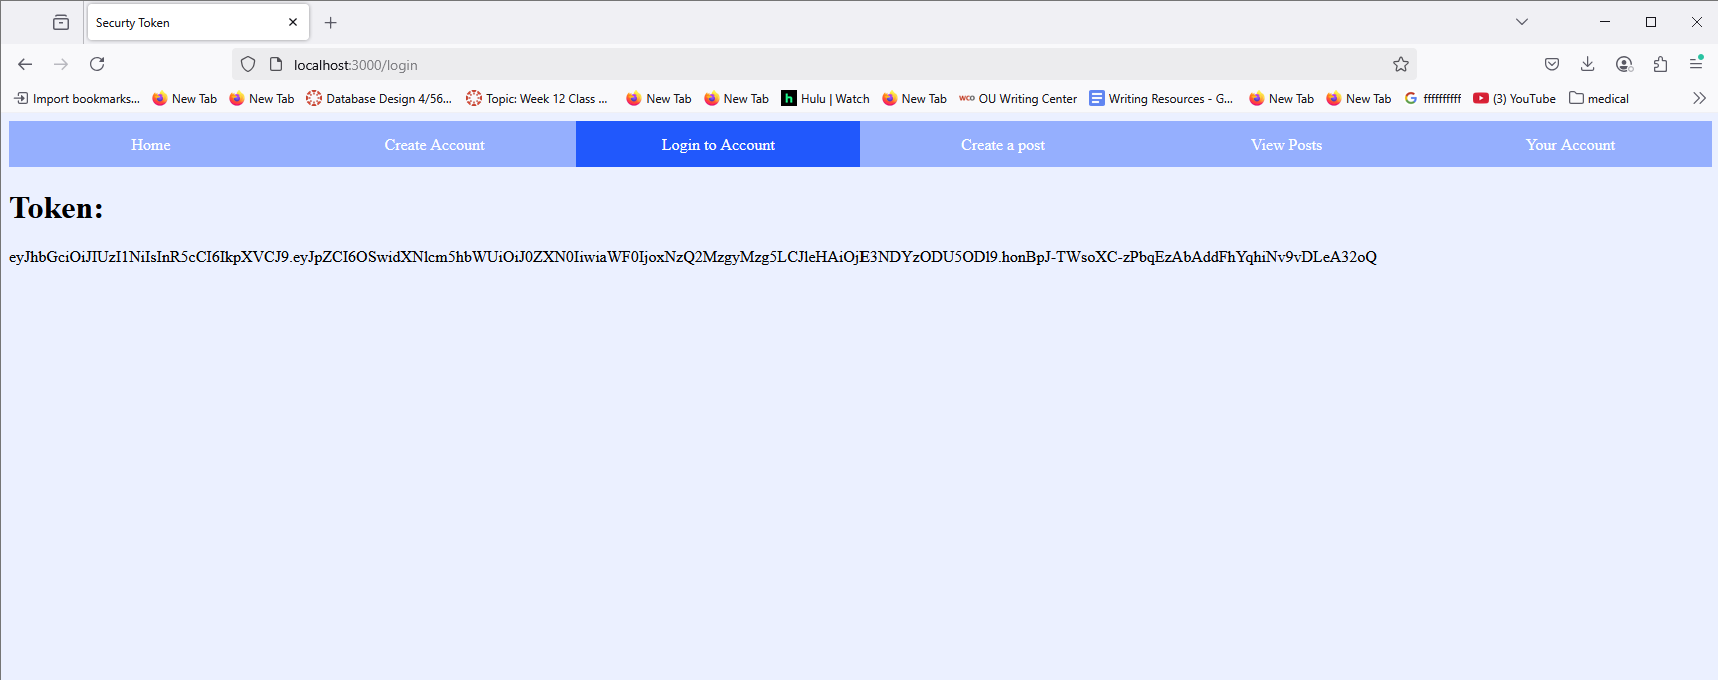 Securty Token
localhost:3000/login
Import bookmarks... New Tab New Tab Database Design 4/56... Topic: Week 12 Class ... New Tab New Tab Hulu | Watch New Tab OU Writing Center Writing Resources - G... New Tab New Tab ffffffffff (3) YouTube medical
Home Create Account Login to Account Create a post View Posts Your Account
Token:
eyJhbGciOiJIUzI1NiIsInR5cCI6IkpXVCJ9.eyJpZCI6OSwidXNlcm5hbWUiOiJ0ZXN0IiwiaWF0IjoxNzQ2MzgyMzg5LCJleHAiOjE3NDYzODU5ODl9.honBpJ-TWsoXC-zPbqEzAbAddFhYqhiNv9vDLeA32oQ